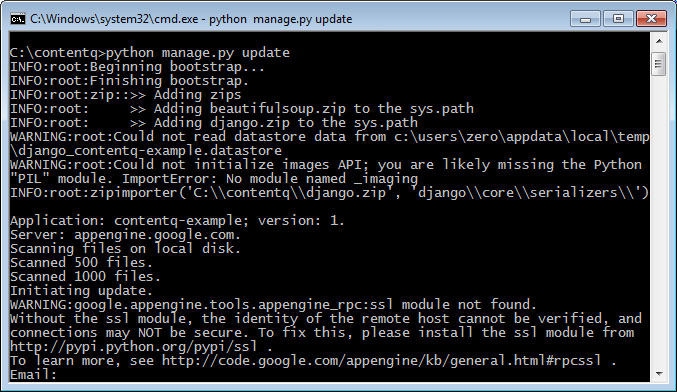 C:\Windows\system32\cmd.exe - python  manage.py update
C:\contentq>python manage.py update
INFO:root:Beginning bootstrap...
INFO:root:Finishing bootstrap.
INFO:root:zip::>> Adding zips
INFO:root:     >> Adding beautifulsoup.zip to the sys.path
INFO:root:     >> Adding django.zip to the sys.path
WARNING:root:Could not read datastore data from c:\users\zero\appdata\local\temp
\django_contentq-example.datastore
WARNING:root:Could not initialize images API; you are likely missing the Python
"PIL" module. ImportError: No module named _imaging
INFO:root:zipimporter('C:\\contentq\\django.zip', 'django\\core\\serializers\\')
Application: contentq-example; version: 1.
Server: appengine.google.com.
Scanning files on local disk.
Scanned 500 files.
Scanned 1000 files.
Initiating update.
WARNING:google.appengine.tools.appengine_rpc:ssl module not found.
Without the ssl module, the identity of the remote host cannot be verified, and
connections may NOT be secure. To fix this, please install the ssl module from
http://pypi.python.org/pypi/ssl .
To learn more, see http://code.google.com/appengine/kb/general.html#rpcssl .
Email: